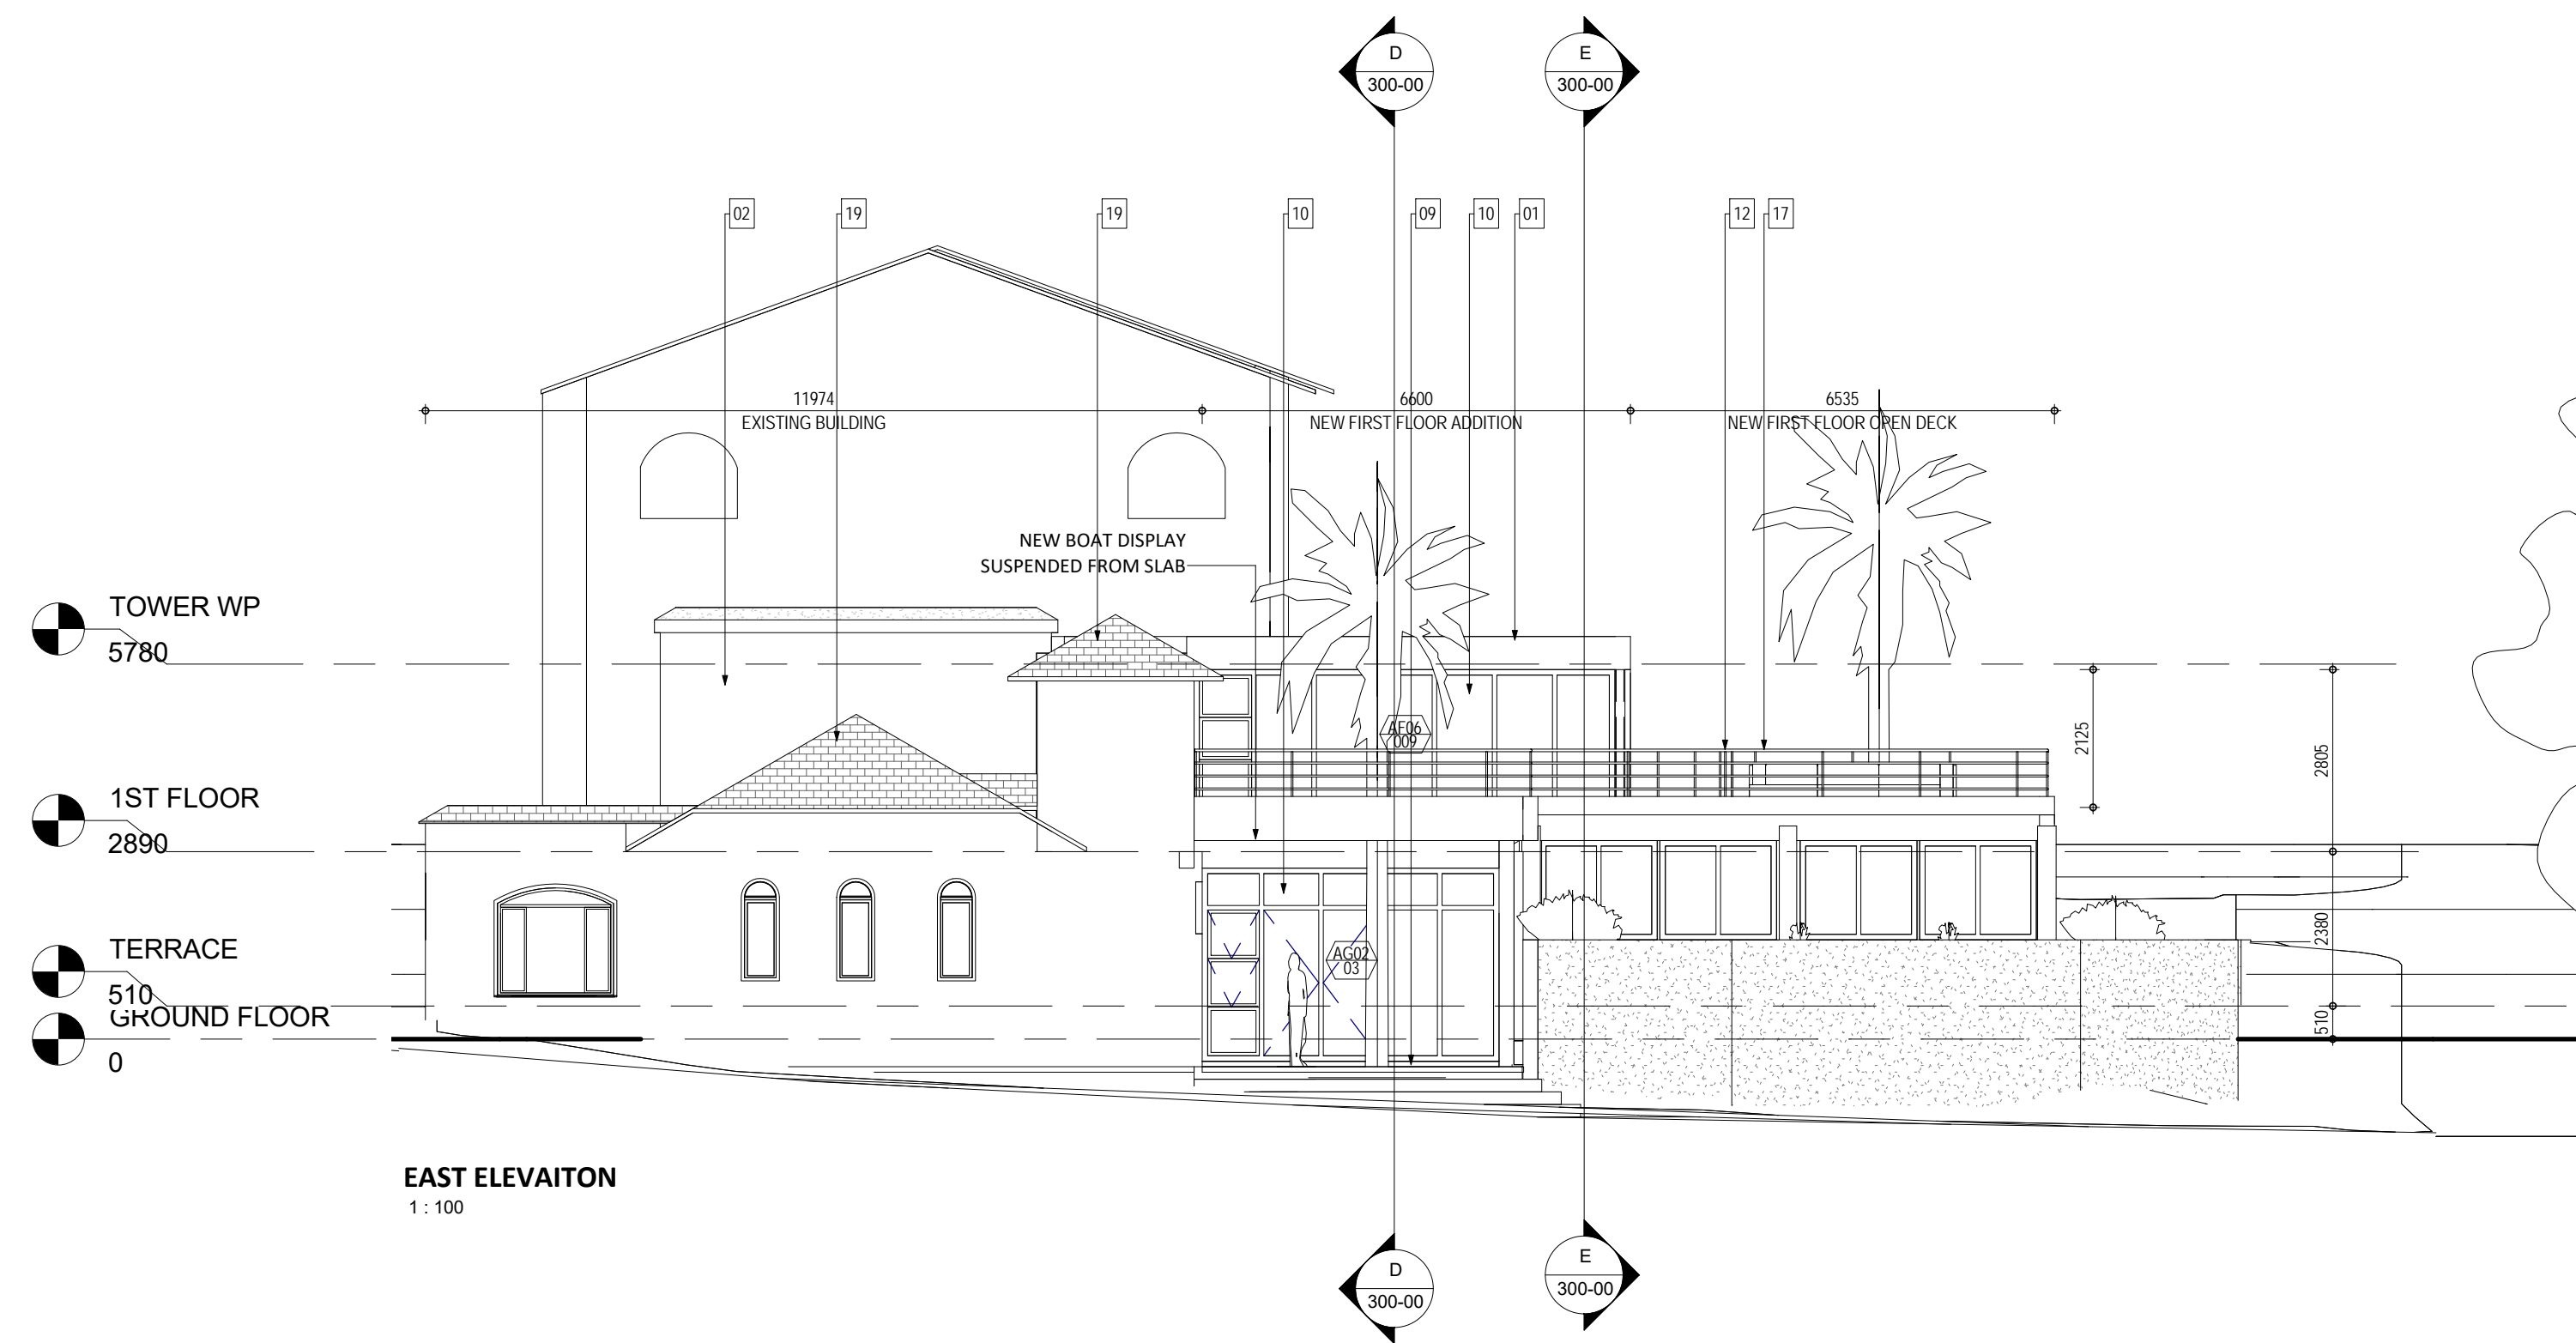 D
300-00
E
300-00
02
19
19
10
09
10
01
12
17
11974
EXISTING BUILDING
6600
NEW FIRST FLOOR ADDITION
6535
NEW FIRST FLOOR OPEN DECK
NEW BOAT DISPLAY
SUSPENDED FROM SLAB
TOWER WP
5780
AF06
009
2125
2805
1ST FLOOR
2890
2380
TERRACE
510
AG02
03
GROUND FLOOR
0
510
EAST ELEVAITON
1 : 100
D
300-00
E
300-00